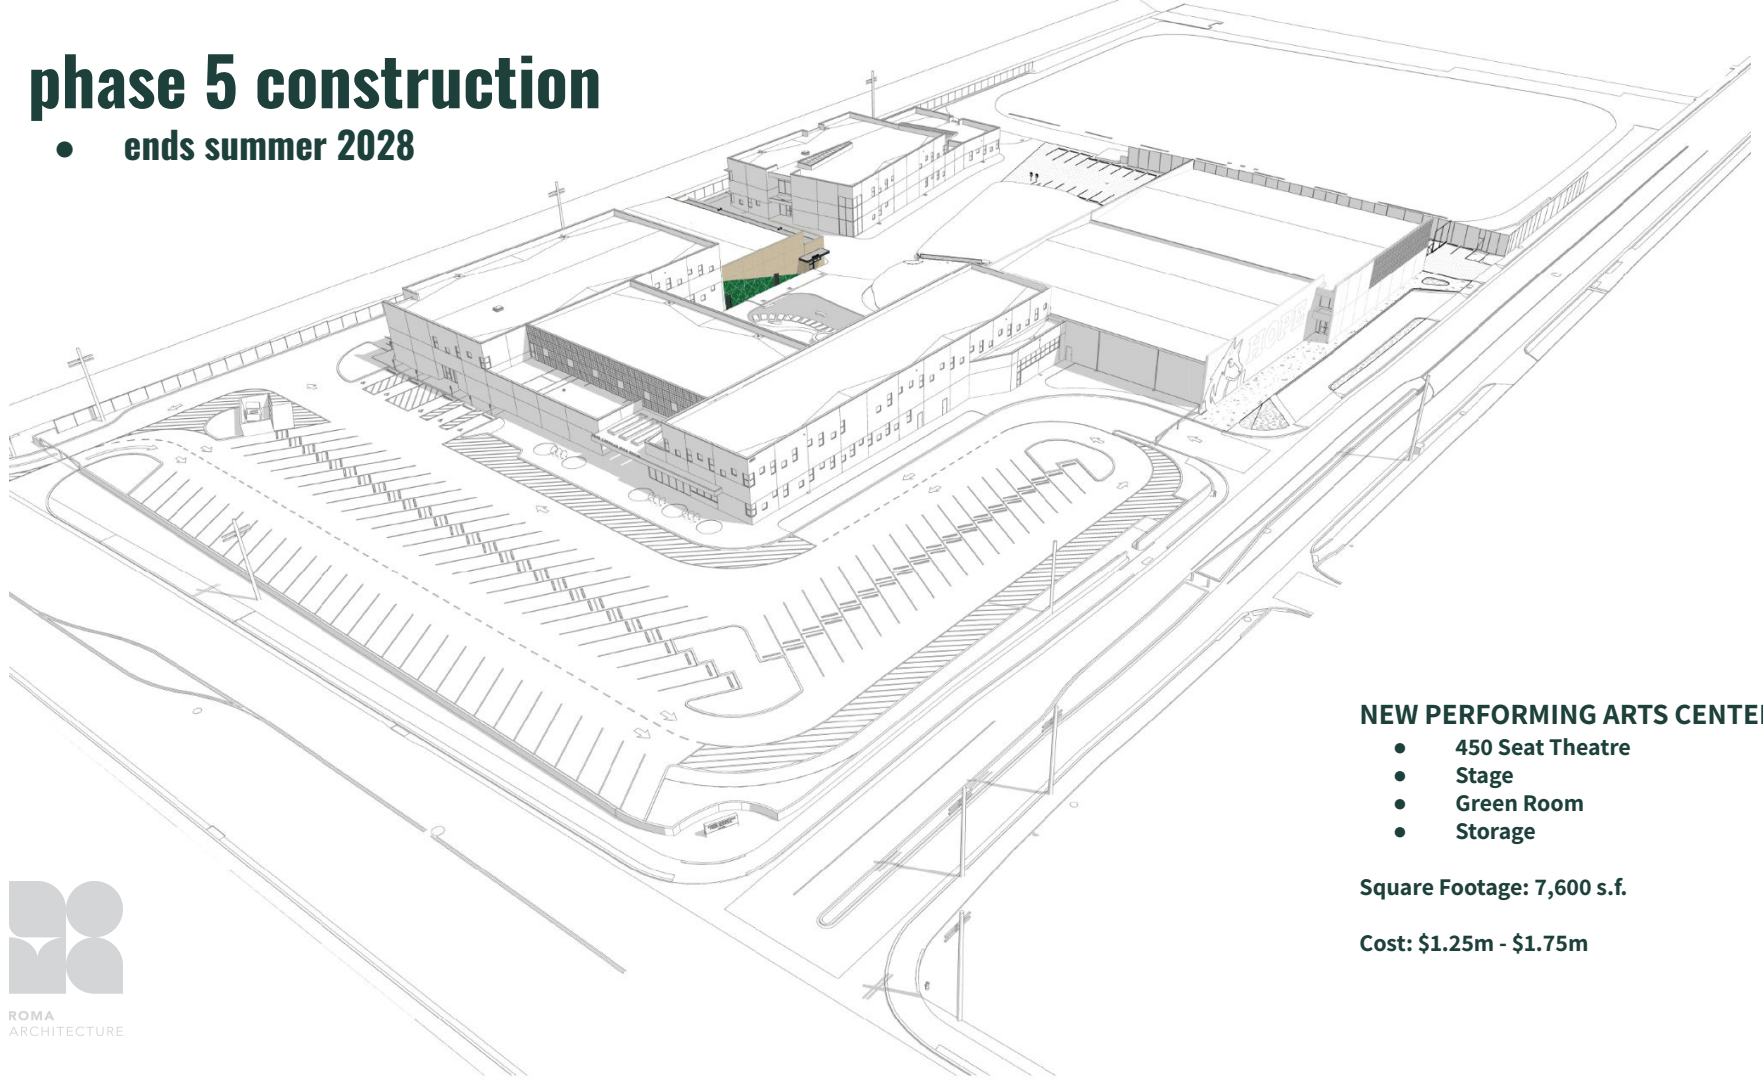 phase 5 construction
● ends summer 2028
HOPE
NEW PERFORMING ARTS CENTE
● 450 Seat Theatre
● Stage
● Green Room
● Storage
Square Footage: 7,600 s.f.
Cost: $1.25m - $1.75m
ROMA
ARCHITECTURE